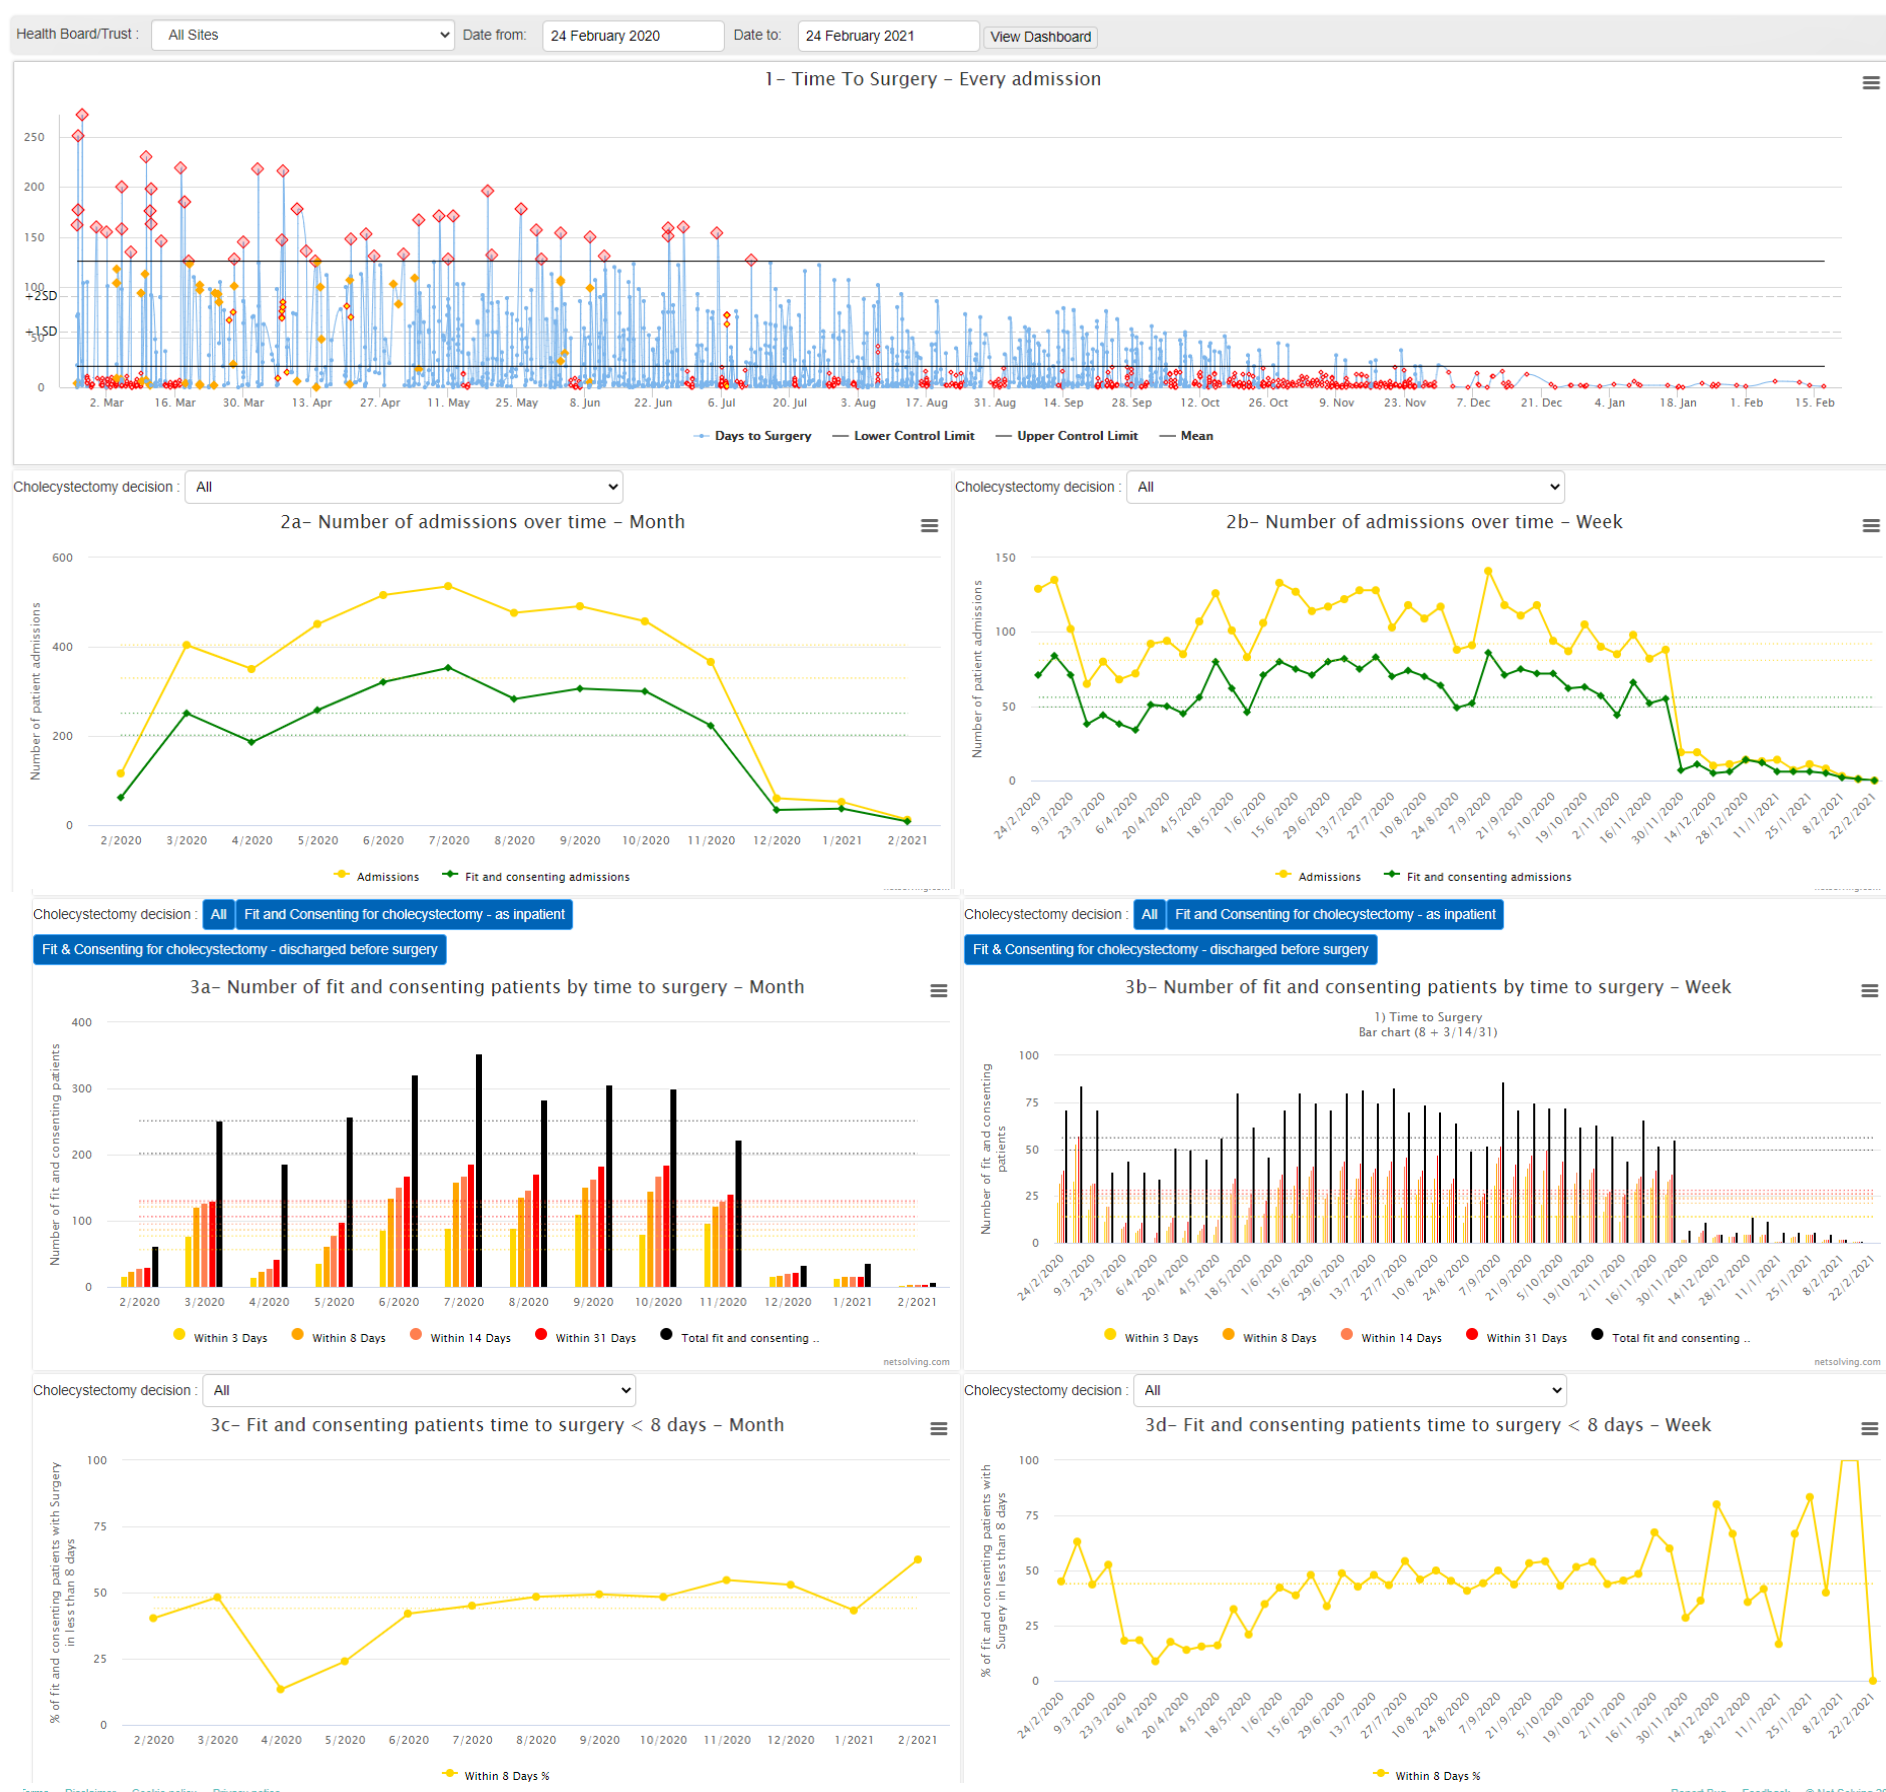 Health Board/Trust : All Sites Date from: 24 February 2020 Date to: 24 February 2021 View Dashboard
1- Time To Surgery - Every admission
250
200
150
100
+2SD
+1SD
50
0
2. Mar 16. Mar 30. Mar 13. Apr 27. Apr 11. May 25. May 8. Jun 22. Jun 6. Jul 20. Jul 3. Aug 17. Aug 31. Aug 14. Sep 28. Sep 12. Oct 26. Oct 9. Nov 23. Nov 7. Dec 21. Dec 4. Jan 18. Jan 1. Feb 15. Feb
Days to Surgery Lower Control Limit Upper Control Limit Mean
Cholecystectomy decision : All
2a- Number of admissions over time - Month
Number of patient admissions
600
400
200
0
2/2020 3/2020 4/2020 5/2020 6/2020 7/2020 8/2020 9/2020 10/2020 11/2020 12/2020 1/2021 2/2021
Admissions Fit and consenting admissions
Cholecystectomy decision : All
2b- Number of admissions over time - Week
Number of patient admissions
150
100
50
0
24/2/2020 9/3/2020 23/3/2020 6/4/2020 20/4/2020 4/5/2020 18/5/2020 1/6/2020 15/6/2020 29/6/2020 13/7/2020 27/7/2020 10/8/2020 24/8/2020 7/9/2020 21/9/2020 5/10/2020 19/10/2020 2/11/2020 16/11/2020 30/11/2020 14/12/2020 28/12/2020 11/1/2021 25/1/2021 8/2/2021 22/2/2021
Admissions Fit and consenting admissions
Cholecystectomy decision : All Fit and Consenting for cholecystectomy - as inpatient
Fit & Consenting for cholecystectomy - discharged before surgery
3a- Number of fit and consenting patients by time to surgery - Month
Number of fit and consenting patients
400
300
200
100
0
2/2020 3/2020 4/2020 5/2020 6/2020 7/2020 8/2020 9/2020 10/2020 11/2020 12/2020 1/2021 2/2021
Within 3 Days Within 8 Days Within 14 Days Within 31 Days Total fit and consenting ..
netsolving.com
Cholecystectomy decision : All Fit and Consenting for cholecystectomy - as inpatient
Fit & Consenting for cholecystectomy - discharged before surgery
3b- Number of fit and consenting patients by time to surgery - Week
1) Time to Surgery
Bar chart (8 + 3/14/31)
Number of fit and consenting
patients
100
75
50
25
0
24/2/2020 9/3/2020 23/3/2020 6/4/2020 20/4/2020 4/5/2020 18/5/2020 1/6/2020 15/6/2020 29/6/2020 13/7/2020 27/7/2020 10/8/2020 24/8/2020 7/9/2020 21/9/2020 5/10/2020 19/10/2020 2/11/2020 16/11/2020 30/11/2020 14/12/2020 28/12/2020 11/1/2021 25/1/2021 8/2/2021 22/2/2021
Within 3 Days Within 8 Days Within 14 Days Within 31 Days Total fit and consenting ..
netsolving.com
Cholecystectomy decision : All
3c- Fit and consenting patients time to surgery < 8 days - Month
% of fit and consenting patients with Surgery
in less than 8 days
100
75
50
25
0
2/2020 3/2020 4/2020 5/2020 6/2020 7/2020 8/2020 9/2020 10/2020 11/2020 12/2020 1/2021 2/2021
Within 8 Days %
Cholecystectomy decision : All
3d- Fit and consenting patients time to surgery < 8 days - Week
% of fit and consenting patients with
Surgery in less than 8 days
100
75
50
25
0
24/2/2020 9/3/2020 23/3/2020 6/4/2020 20/4/2020 4/5/2020 18/5/2020 1/6/2020 15/6/2020 29/6/2020 13/7/2020 27/7/2020 10/8/2020 24/8/2020 7/9/2020 21/9/2020 5/10/2020 19/10/2020 2/11/2020 16/11/2020 30/11/2020 14/12/2020 28/12/2020 11/1/2021 25/1/2021 8/2/2021 22/2/2021
Within 8 Days %